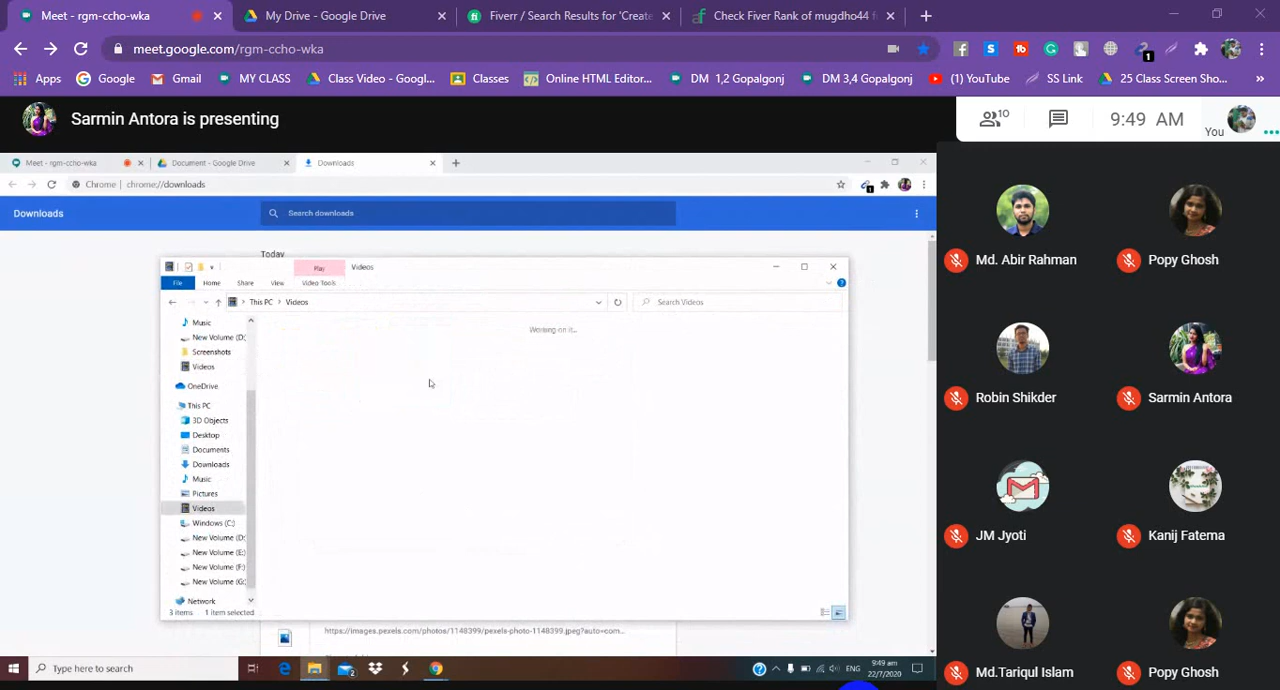 Meet - rgm-ccho-wka
My Drive - Google Drive
Fiverr / Search Results for 'Create
Check Fiver Rank of mugdho44 f
meet.google.com/rgm-ccho-wka
1
Apps
Google
Gmail
MY CLASS
Class Video - Googl...
Classes
Online HTML Editor...
DM 1,2 Gopalgonj
DM 3,4 Gopalgonj
(1) YouTube
SS Link
25 Class Screen Sho...
»
Sarmin Antora is presenting
10
9:49 AM
You
Meet - rgm-ccho-wka
Document - Google Drive
Downloads
Chrome | chrome://downloads
1
Downloads
Search downloads
Today
Play
Videos
File
Home
Share
View
Video Tools
This PC > Videos
Search Videos
Working on it...
Music
New Volume (D:
Screenshots
Videos
OneDrive
This PC
3D Objects
Desktop
Documents
Downloads
Music
Pictures
Videos
Windows (C:)
New Volume (D:
New Volume (E:)
New Volume (F:)
New Volume (G:
Network
3 items
1 item selected
https://images.pexels.com/photos/1148399/pexels-photo-1148399.jpeg?auto=com...
Type here to search
2
ENG
9:49 am
22/7/2020
Md. Abir Rahman
Popy Ghosh
Robin Shikder
Sarmin Antora
JM Jyoti
Kanij Fatema
Md.Tariqul Islam
Popy Ghosh